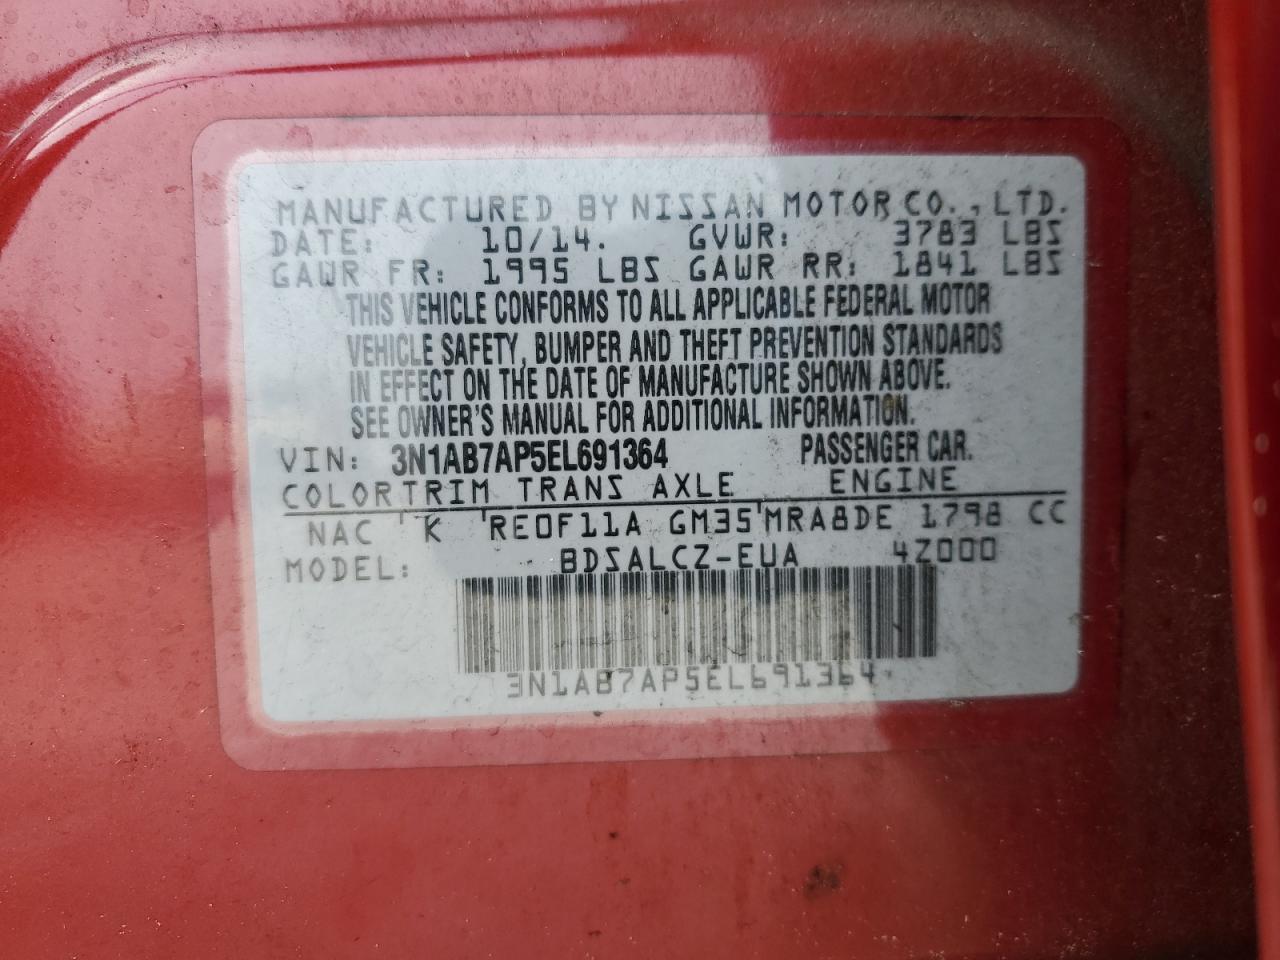 MANUFACTURED BY NISSAN MOTOR CO., LTD.
DATE: 10/14. GVWR: 3783 LBS
GAWR FR: 1995 LBS GAWR RR: 1841 LBS
THIS VEHICLE CONFORMS TO ALL APPLICABLE FEDERAL MOTOR
VEHICLE SAFETY, BUMPER AND THEFT PREVENTION STANDARDS
IN EFFECT ON THE DATE OF MANUFACTURE SHOWN ABOVE.
SEE OWNER'S MANUAL FOR ADDITIONAL INFORMATION.
VIN: 3N1AB7AP5EL691364 PASSENGER CAR.
COLOR TRIM TRANS AXLE ENGINE
NAC K RE0F11A GM35 MRA8DE 1798 CC
MODEL: BDSALCZ-EUA 4Z000
3N1AB7AP5EL691364